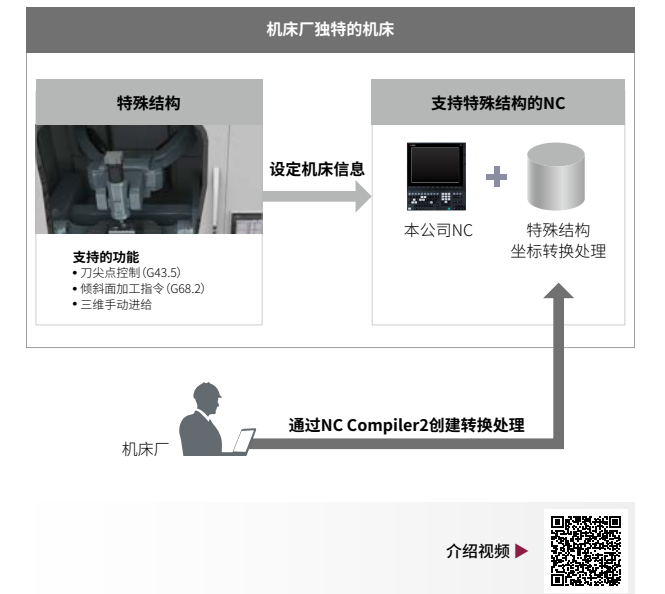 机床厂独特的机床
特殊结构
支持的功能
• 刀尖点控制（G43.5）
• 倾斜面加工指令（G68.2）
• 三维手动进给
设定机床信息
支持特殊结构的NC
本公司NC
特殊结构
坐标转换处理
机床厂
通过NC Compiler2创建转换处理
介绍视频